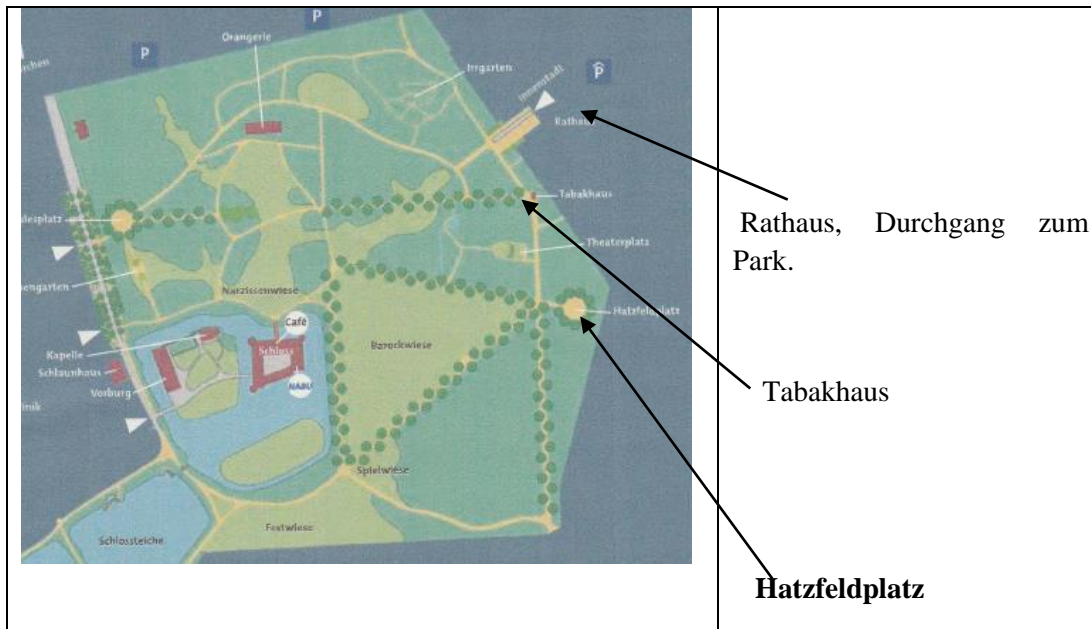 P
P
Orangerie
Irrgarten
P
Innenstadt
Rathaus
Tabakhaus
Theaterplatz
Narzissenwiese
Hatzfeldplatz
Café
Kapelle
Schloss
Barockwiese
Schlaunhaus
NABU
Vorburg
Spielwiese
Festwiese
Schlossteiche
Rathaus, Durchgang zum
Park.
Tabakhaus
Hatzfeldplatz